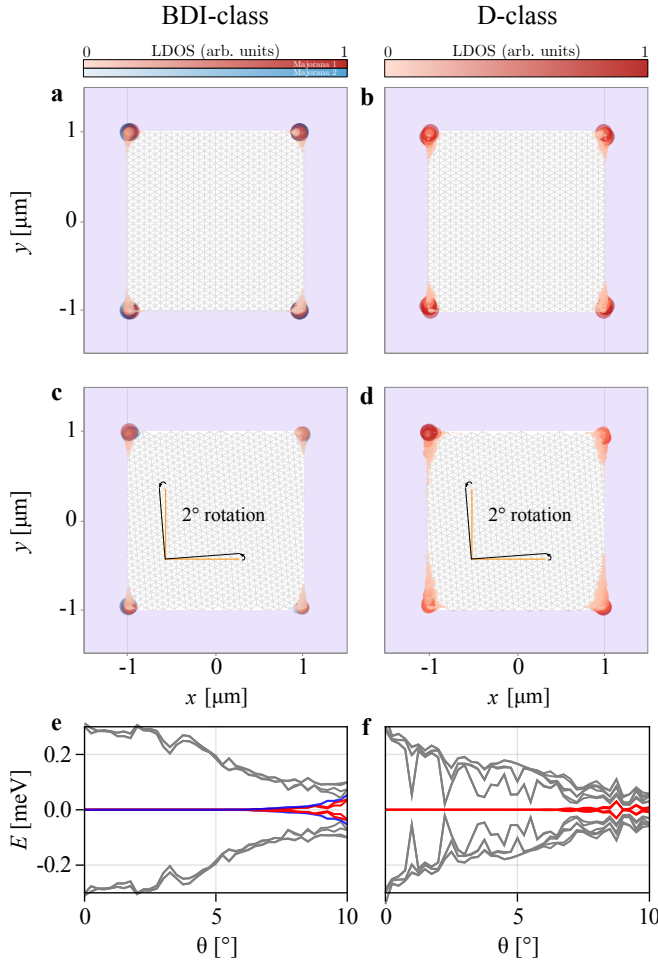 BDI-class
D-class
0 LDOS (arb. units) 1
Majorana 1
Majorana 2
0 LDOS (arb. units) 1
a
b
1
0
-1
y [μm]
c
d
1
0
-1
y [μm]
2° rotation
2° rotation
-1 0 1
-1 0 1
x [μm]
x [μm]
e
f
0.2
0.0
-0.2
E [meV]
0 5 10
0 5 10
θ [°]
θ [°]